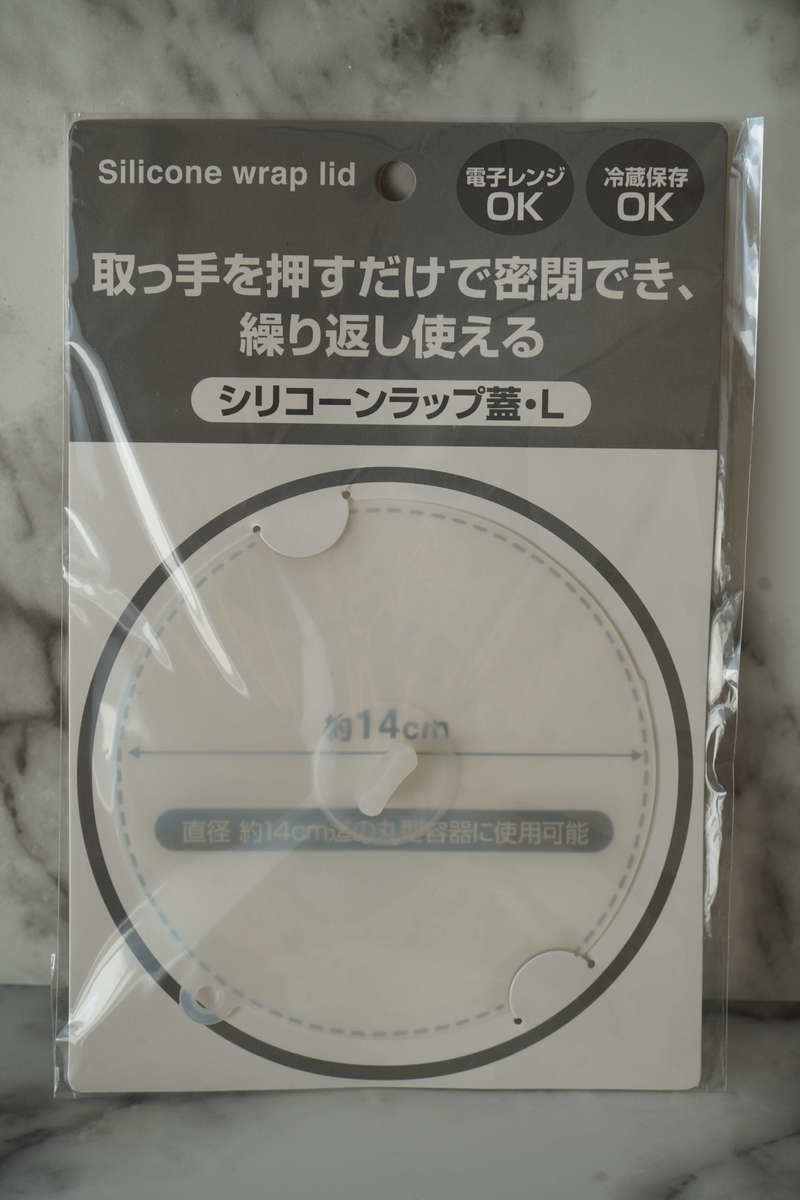 Silicone wrap lid
電子レンジ
OK
冷蔵保存
OK
取っ手を押すだけで密閉でき、
繰り返し使える
シリコーンラップ蓋・L
約14cm
直径 約14cm迄の丸型容器に使用可能